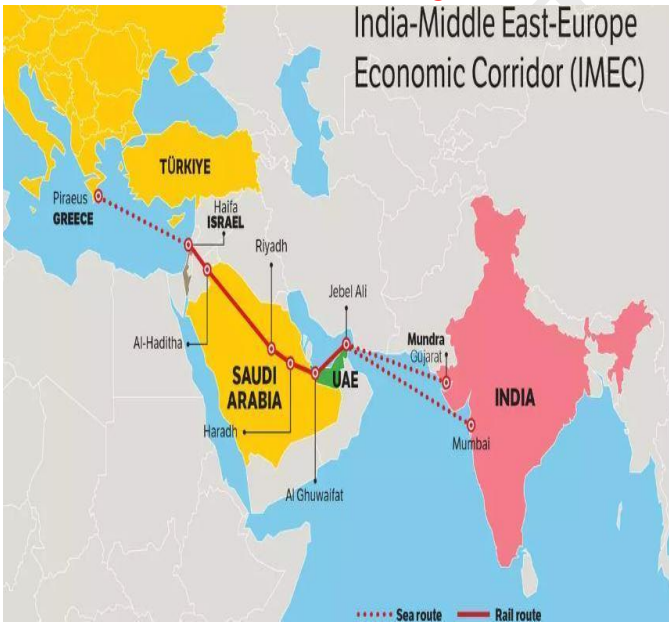 India-Middle East-Europe
Economic Corridor (IMEC)
TÜRKIYE
Piraeus
GREECE
Haifa
ISRAEL
Riyadh
Jebel Ali
Al-Haditha
Mundra
Gujarat
SAUDI
ARABIA
UAE
INDIA
Haradh
Mumbai
Al Ghuwaifat
Sea route
Rail route